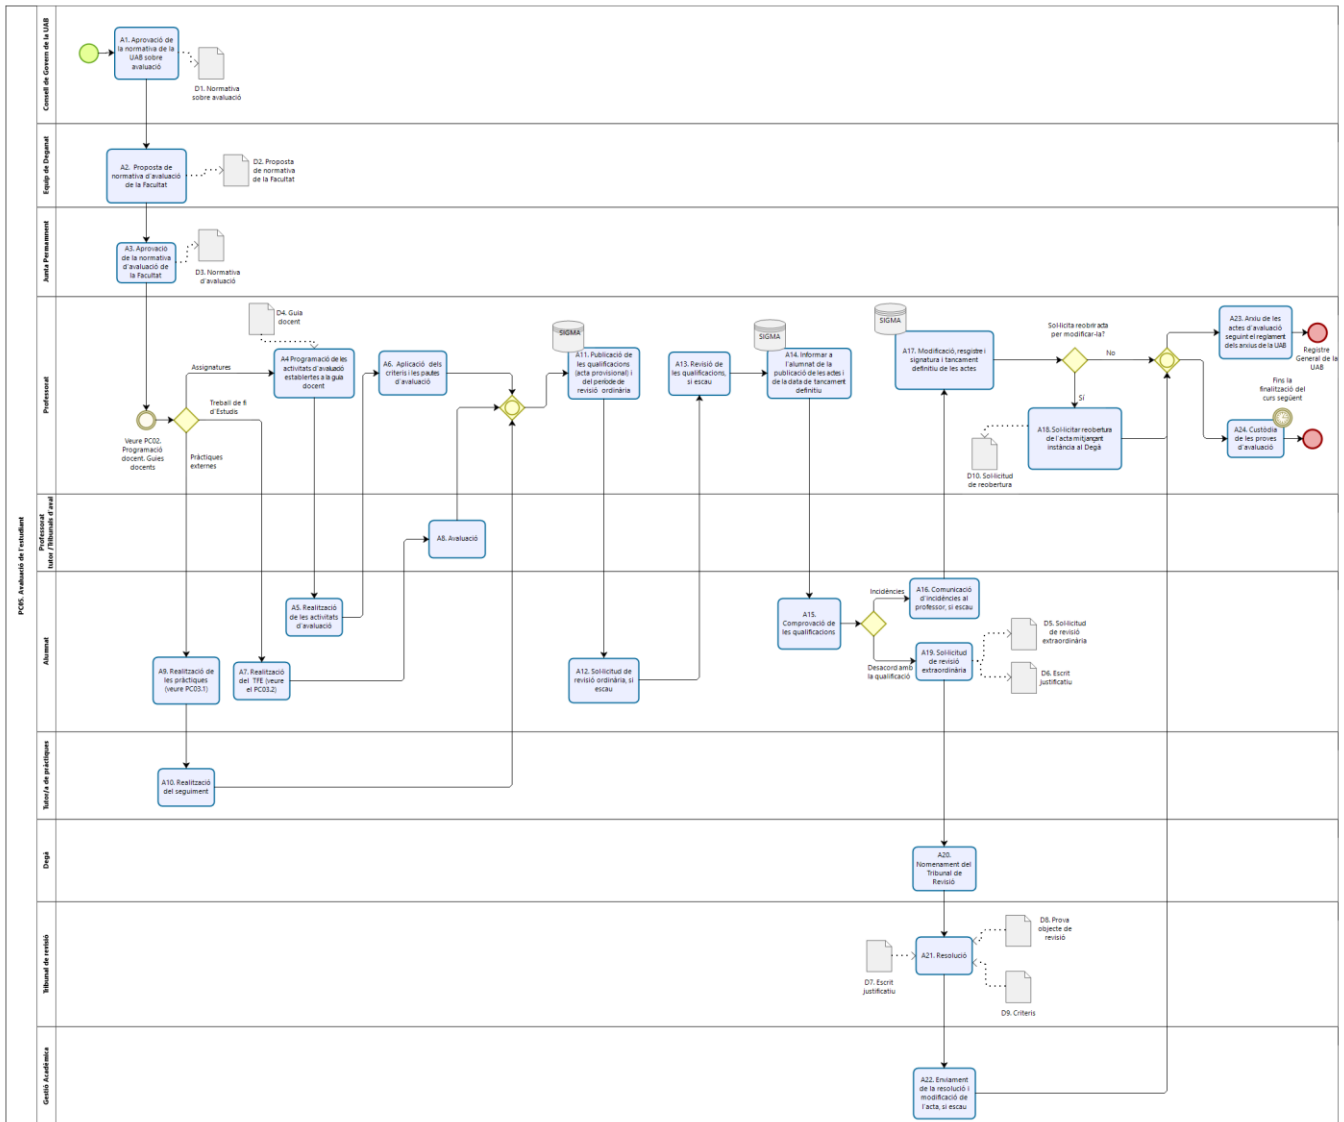 PC05. Avaluació de l'estudiant
Consell de Govern de la UAB
A1. Aprovació de
la normativa de la
UAB sobre
avaluació
D1. Normativa
sobre avaluació
Equip de Deganat
A2. Proposta de
normativa d'avaluació
de la Facultat
D2. Proposta
de normativa
de la Facultat
Junta Permanent
A3. Aprovació
de la normativa
d'avaluació de
la Facultat
D3. Normativa
d'avaluació
Professorat
Veure PC02.
Programació
docent. Guies
docents
Assignatures
Treball de fi
d'Estudis
Pràctiques
externes
D4. Guia
docent
A4 Programació de les
activitats d'avaluació
establertes a la guia
docent
A6. Aplicació dels
criteris i les pautes
d'avaluació
SIGMA
A11. Publicació de
les qualificacions
(acta provisional) i
del període de
revisió ordinària
A13. Revisió de
les qualificacions,
si escau
SIGMA
A14. Informar a
l'alumnat de la
publicació de les actes i
de la data de tancament
definitiu
SIGMA
A17. Modificació, resgistre i
signatura i tancament
definitiu de les actes
Sol·licita reobrir ada
per modificar-la?
No
Sí
A18. Sol·licitar reobertura
de l'acta mitjançant
instància al Degà
D10. Sol·licitud
de reobertura
A23. Arxiu de les
actes d'avaluació
seguint el reglament
dels arxius de la UAB
Registre
General de la
UAB
Fins la
finalització del
curs següent
A24. Custòdia
de les proves
d'avaluació
Professorat
tutor /Tribunals d'aval
A8. Avaluació
Alumnat
A5. Realització
de les activitats
d'avaluació
A9. Realització de
les pràctiques
(veure PC03.1)
A7. Realització
del TFE (veure
el PC03.2)
A12. Sol·licitud de
revisió ordinària, si
escau
A15.
Comprovació de
les qualificacions
Incidències
A16. Comunicació
d'incidències al
professor, si escau
Desacord amb
la qualificació
A19. Sol·licitud
de revisió
extraordinària
D5. Sol·licitud
de revisió
extraordinària
D6. Escrit
justificatiu
Tutor/a de pràctiques
A10. Realització
del seguiment
Degà
A20.
Nomenament del
Tribunal de
Revisió
Tribunal de revisió
A21. Resolució
D7. Escrit
justificatiu
D8. Prova
objecte de
revisió
D9. Criteris
Gestió Acadèmica
A22. Enviament
de la resolució i
modificació de
l'acta, si escau